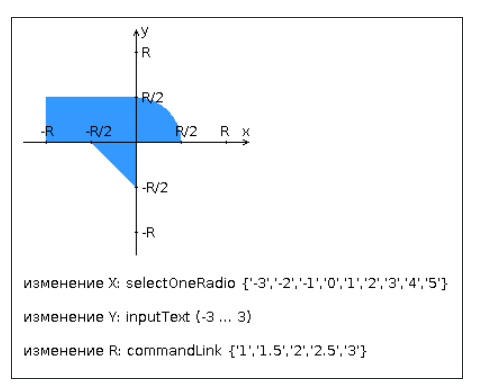 y
R
R/2
-R -R/2 R/2 R x
-R/2
-R
изменение X: selectOneRadio {'-3','-2','-1','0','1','2','3','4','5'}
изменение Y: inputText (-3 ... 3)
изменение R: commandLink {'1','1.5','2','2.5','3'}